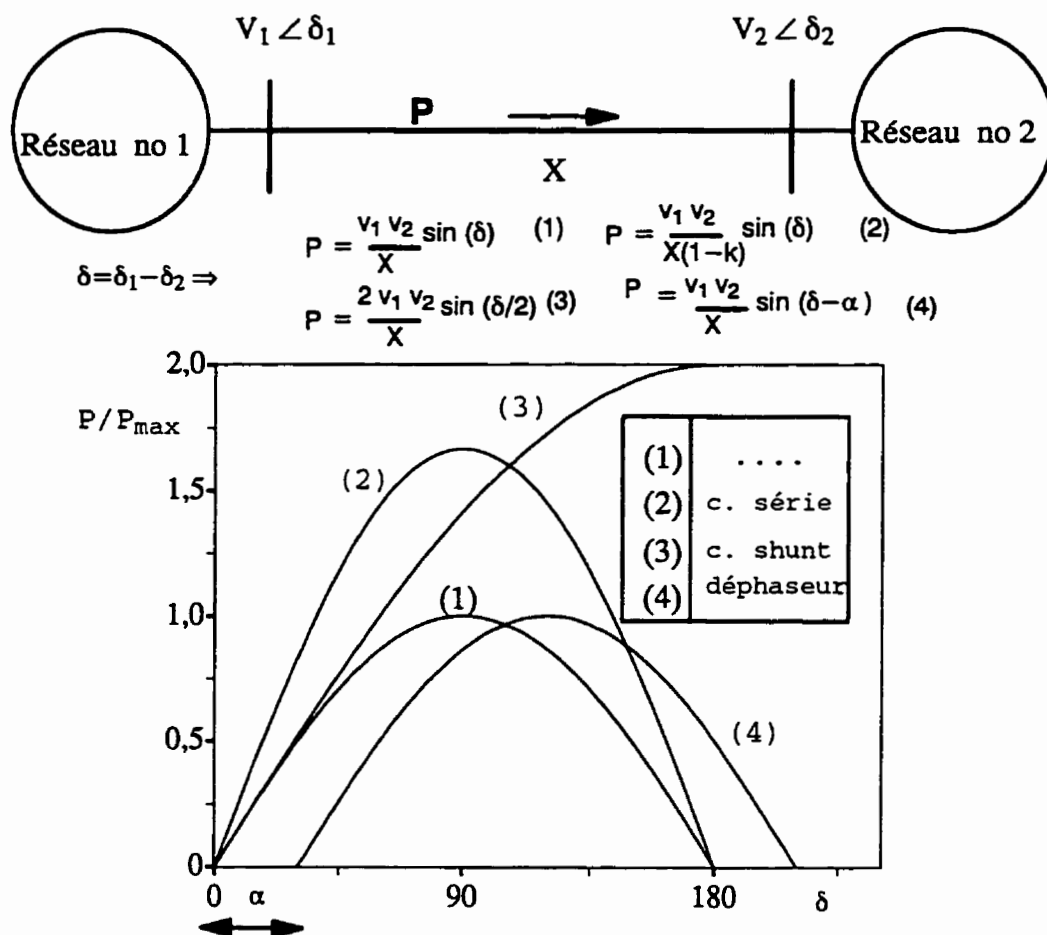 V₁ ∠ δ₁ V₂ ∠ δ₂
Réseau no 1 P X Réseau no 2
P = v₁ v₂ / X sin (δ) (1) P = v₁ v₂ / X(1−k) sin (δ) (2)
δ=δ₁−δ₂ ⇒
P = 2 v₁ v₂ / X sin (δ/2) (3) P = v₁ v₂ / X sin (δ−α) (4)
P/Pmax
2,0
1,5
1,0
0,5
0
(1) (2) (3) (4)
(1) ....
(2) c. série
(3) c. shunt
(4) déphaseur
0 α 90 180 δ